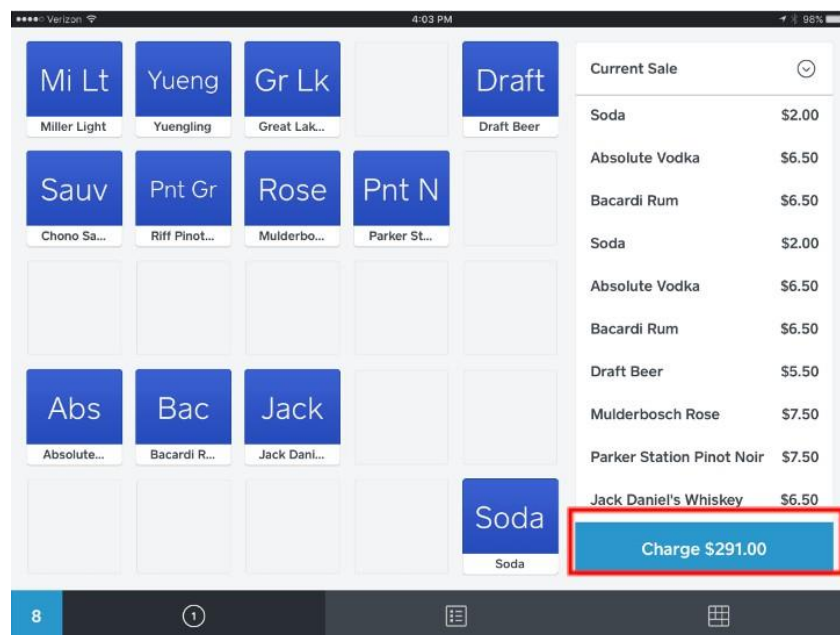 Verizon 4:03 PM 98%
Mi Lt Yueng Gr Lk Draft
Miller Light Yuengling Great Lak... Draft Beer
Sauv Pnt Gr Rose Pnt N
Chono Sa... Riff Pinot... Mulderbo... Parker St...
Abs Bac Jack
Absolute... Bacardi R... Jack Dani...
Soda
Soda
Current Sale
Soda $2.00
Absolute Vodka $6.50
Bacardi Rum $6.50
Soda $2.00
Absolute Vodka $6.50
Bacardi Rum $6.50
Draft Beer $5.50
Mulderbosch Rose $7.50
Parker Station Pinot Noir $7.50
Jack Daniel's Whiskey $6.50
Charge $291.00
8 1